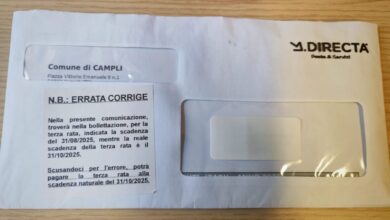 DIRECTA
Poste & Servizi
Comune di CAMPLI
Piazza Vittorio Emanuele II n.1
N.B.: ERRATA CORRIGE
Nella presente comunicazione,
troverà nella bollettazione, per la
terza rata, indicata la scadenza
del 31/08/2025, mentre la reale
scadenza della terza rata è il
31/10/2025.
Scusandoci per l'errore, potrà
pagare la terza rata alla
scadenza naturale del 31/10/2025.